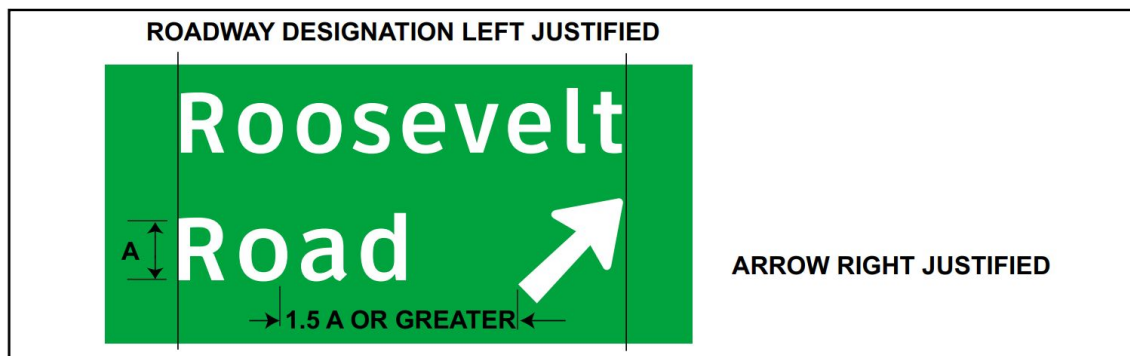 ROADWAY DESIGNATION LEFT JUSTIFIED
Roosevelt
Road
A
1.5 A OR GREATER
ARROW RIGHT JUSTIFIED